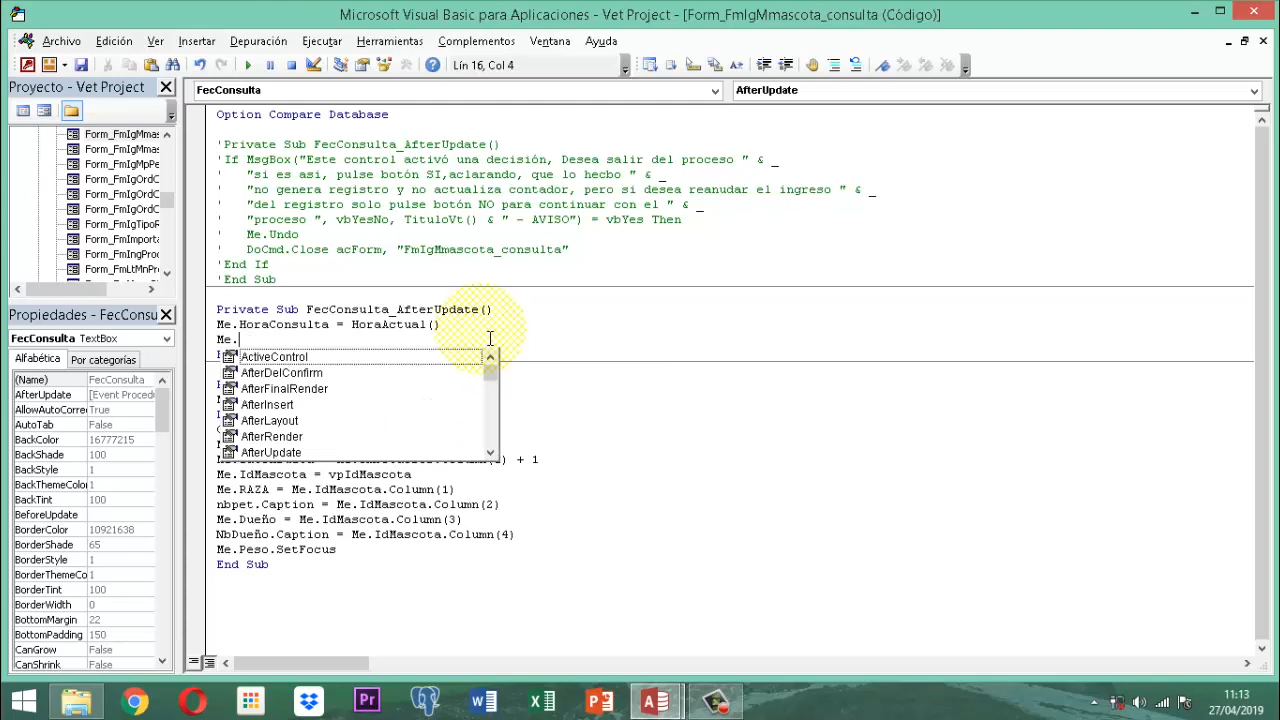 Microsoft Visual Basic para Aplicaciones - Vet Project - [Form_FmIgMmascota_consulta (Código)]
Archivo Edición Ver Insertar Formato Depuración Ejecutar Herramientas Complementos Ventana Ayuda
Lín 16, Col 4
Proyecto - Vet Project
FecConsulta
AfterUpdate
Form_FmIgMmas
Form_FmIgMmas
Form_FmIgMpPe
Form_FmIgOrdC
Form_FmIgOrdC
Form_FmIgOrdC
Form_FmIgTipoF
Form_FmImporta
Form_FmIngProc
Form_FmLtMnPr
Propiedades - FecConsu
FecConsulta TextBox
Alfabética Por categorías
(Name) FecConsulta
AfterUpdate [Event Procedu
AllowAutoCorre True
AutoTab False
BackColor 16777215
BackShade 100
BackStyle 1
BackThemeColor 1
BackTint 100
BeforeUpdate
BorderColor 10921638
BorderShade 65
BorderStyle 1
BorderThemeCo 1
BorderTint 100
BorderWidth 0
BottomMargin 22
BottomPadding 150
CanGrow False
CanShrink False
Option Compare Database
'Private Sub FecConsulta_AfterUpdate()
'If MsgBox("Este control activó una decisión, Desea salir del proceso " & _
' "si es asi, pulse botón SI,aclarando, que lo hecbo " & _
' "no genera registro y no actualiza contador, pero si desea reanudar el ingreso " & _
' "del registro solo pulse botón NO para continuar con el " & _
' "proceso ", vbYesNo, TituloVt() & " - AVISO") = vbYes Then
' Me.Undo
' DoCmd.Close acForm, "FmIgMmascota_consulta"
'End If
'End Sub
Private Sub FecConsulta_AfterUpdate()
Me.HoraConsulta = HoraActual()
Me.
ActiveControl
AfterDelConfirm
AfterFinalRender
AfterInsert
AfterLayout
AfterRender
AfterUpdate
) + 1
Me.IdMascota = vpIdMascota
Me.RAZA = Me.IdMascota.Column(1)
nbpet.Caption = Me.IdMascota.Column(2)
Me.Dueño = Me.IdMascota.Column(3)
NbDueño.Caption = Me.IdMascota.Column(4)
Me.Peso.SetFocus
End Sub
Pr
11:13
27/04/2019